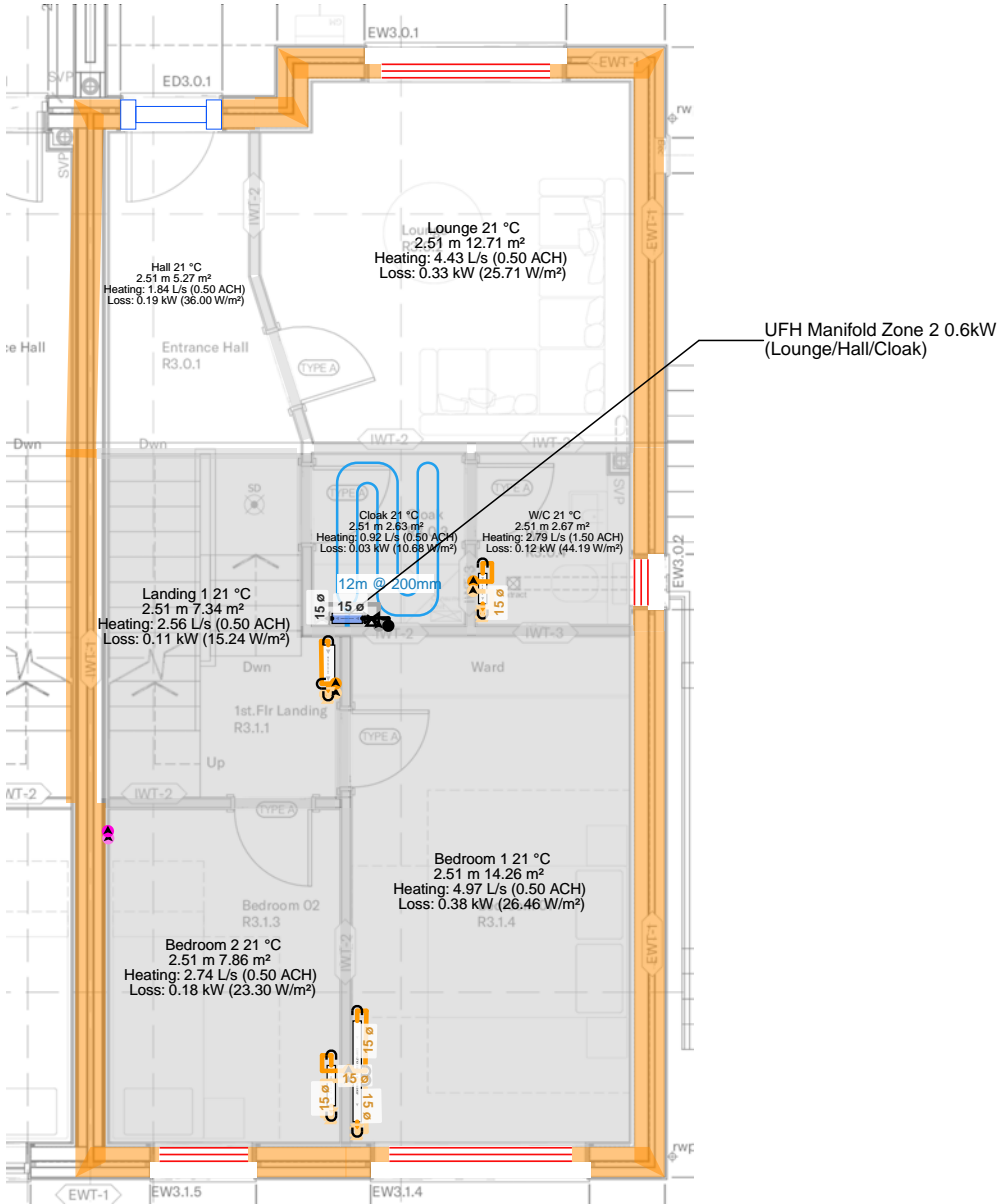 EW3.0.1
WD
EWT-1
SVP
ED3.0.1
rw
SVP
IWT-2
EWT-1
Lounge 21 °C
2.51 m 12.71 m²
Heating: 4.43 L/s (0.50 ACH)
Loss: 0.33 kW (25.71 W/m²)
Hall 21 °C
2.51 m 5.27 m²
Heating: 1.84 L/s (0.50 ACH)
Loss: 0.19 kW (36.00 W/m²)
UFH Manifold Zone 2 0.6kW
(Lounge/Hall/Cloak)
ce Hall
Entrance Hall
R3.0.1
TYPE A
Dwn
Dwn
IWT-2
IWT-2
SVP
SD
TYPE A
TYPE A
Cloak 21 °C
2.51 m 2.63 m²
Heating: 0.92 L/s (0.50 ACH)
Loss: 0.03 kW (10.68 W/m²)
W/C 21 °C
2.51 m 2.67 m²
Heating: 2.79 L/s (1.50 ACH)
Loss: 0.12 kW (44.19 W/m²)
EW3.0.2
12m @ 200mm
15 ø
15 ø
15 ø
Landing 1 21 °C
2.51 m 7.34 m²
Heating: 2.56 L/s (0.50 ACH)
Loss: 0.11 kW (15.24 W/m²)
IWT-1
IWT-2
IWT-3
Dwn
Ward
1st.Flr Landing
R3.1.1
TYPE A
Up
WT-2
IWT-2
TYPE A
Bedroom 1 21 °C
2.51 m 14.26 m²
Heating: 4.97 L/s (0.50 ACH)
Loss: 0.38 kW (26.46 W/m²)
R3.1.4
Bedroom 02
R3.1.3
IWT-2
EWT-1
Bedroom 2 21 °C
2.51 m 7.86 m²
Heating: 2.74 L/s (0.50 ACH)
Loss: 0.18 kW (23.30 W/m²)
15 ø
15 ø
15 ø
15 ø
rwp
EWT-1
EW3.1.5
EW3.1.4